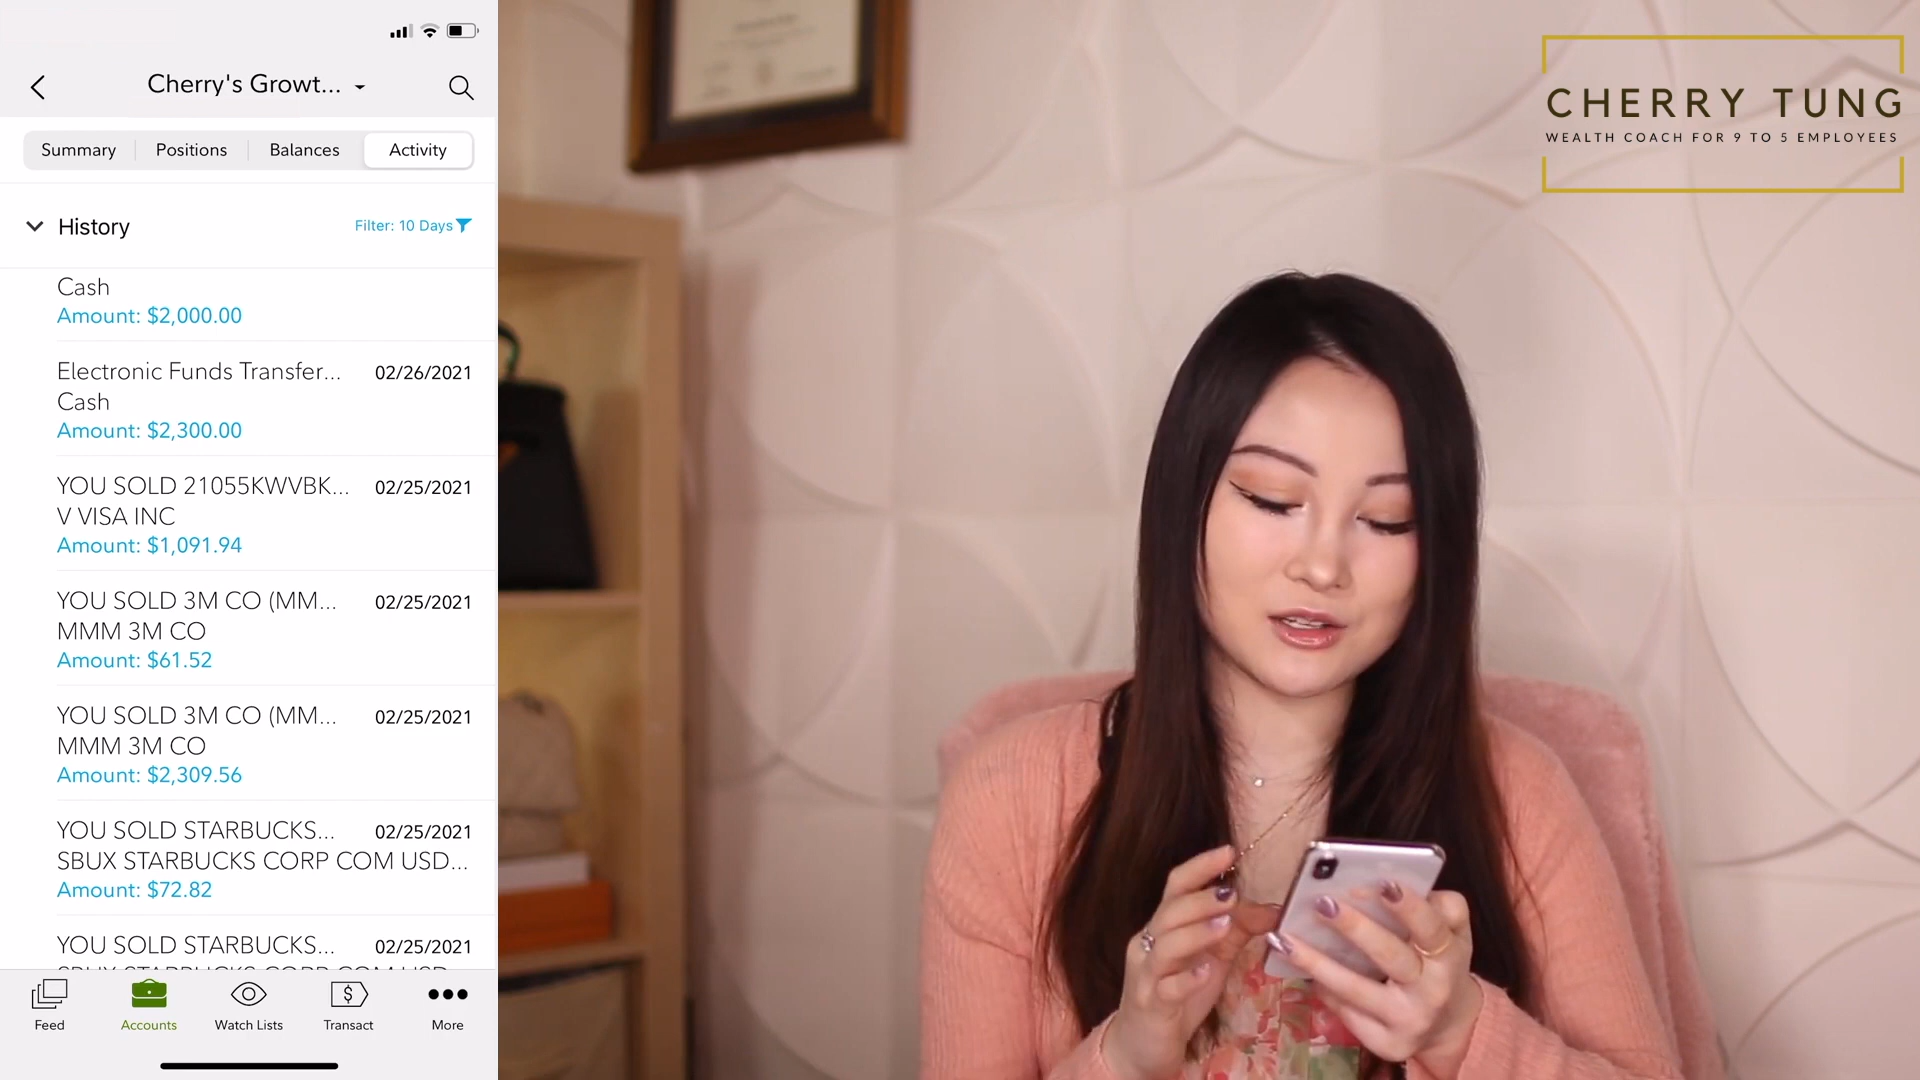 Cherry's Growt...
Summary
Positions
Balances
Activity
History
Filter: 10 Days
Cash
Amount: $2,000.00
Electronic Funds Transfer... 02/26/2021
Cash
Amount: $2,300.00
YOU SOLD 21055KWVBK... 02/25/2021
V VISA INC
Amount: $1,091.94
YOU SOLD 3M CO (MM... 02/25/2021
MMM 3M CO
Amount: $61.52
YOU SOLD 3M CO (MM... 02/25/2021
MMM 3M CO
Amount: $2,309.56
YOU SOLD STARBUCKS... 02/25/2021
SBUX STARBUCKS CORP COM USD...
Amount: $72.82
YOU SOLD STARBUCKS... 02/25/2021
SBUX STARBUCKS CORP COM USD...
Feed
Accounts
Watch Lists
$
Transact
More
CHERRY TUNG
WEALTH COACH FOR 9 TO 5 EMPLOYEES